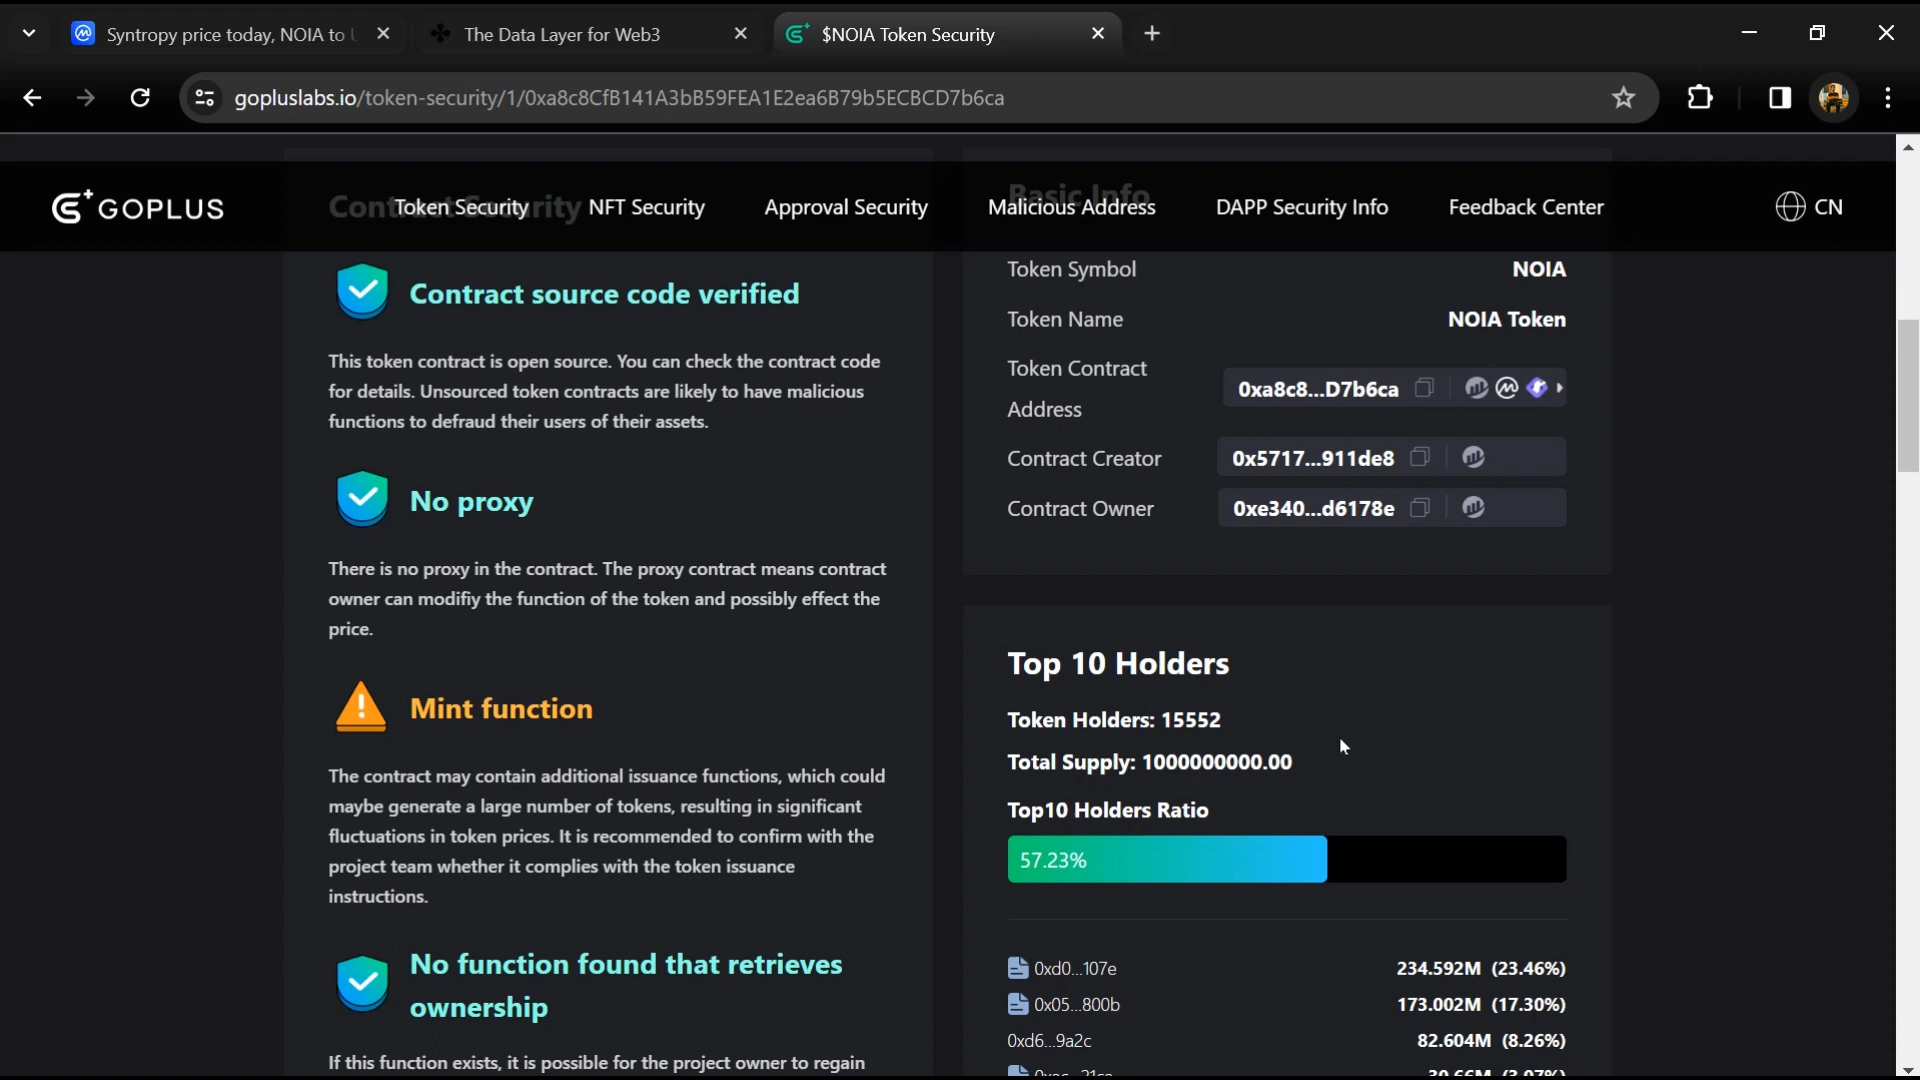 Syntropy price today, NOIA to
The Data Layer for Web3
$NOIA Token Security
gopluslabs.io/token-security/1/0xa8c8CfB141A3bB59FEA1E2ea6B79b5ECBCD7b6ca
GOPLUS
Token Security
NFT Security
Approval Security
Malicious Address
DAPP Security Info
Feedback Center
CN
Contract Security
Contract source code verified
This token contract is open source. You can check the contract code
for details. Unsourced token contracts are likely to have malicious
functions to defraud their users of their assets.
No proxy
There is no proxy in the contract. The proxy contract means contract
owner can modifiy the function of the token and possibly effect the
price.
Mint function
The contract may contain additional issuance functions, which could
maybe generate a large number of tokens, resulting in significant
fluctuations in token prices. It is recommended to confirm with the
project team whether it complies with the token issuance
instructions.
No function found that retrieves
ownership
If this function exists, it is possible for the project owner to regain
Basic Info
Token Symbol NOIA
Token Name NOIA Token
Token Contract
Address
0xa8c8...D7b6ca
Contract Creator 0x5717...911de8
Contract Owner 0xe340...d6178e
Top 10 Holders
Token Holders: 15552
Total Supply: 1000000000.00
Top10 Holders Ratio
57.23%
0xd0...107e 234.592M (23.46%)
0x05...800b 173.002M (17.30%)
0xd6...9a2c 82.604M (8.26%)